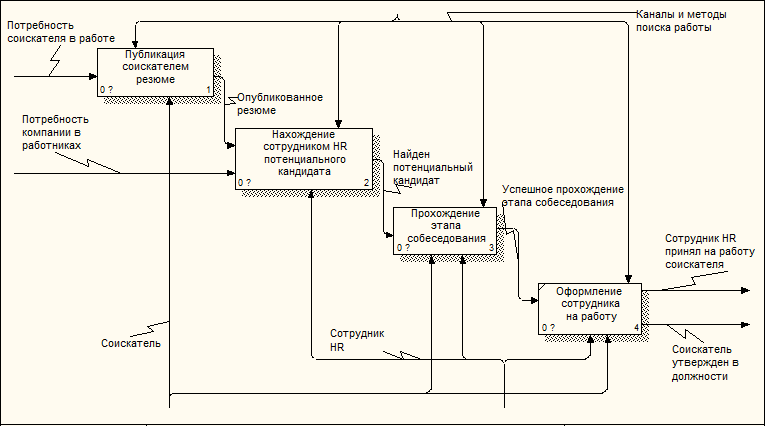 Потребность
соискателя в работе
Каналы и методы
поиска работы
Публикация
соискателем
резюме
0 ?
1
Опубликованное
резюме
Потребность
компании в
работниках
Нахождение
сотрудником HR
потенциального
кандидата
0 ?
2
Найден
потенциальный
кандидат
Успешное прохождение
этапа собеседования
Прохождение
этапа
собеседования
0 ?
3
Сотрудник HR
принял на работу
соискателя
Оформление
сотрудника
на работу
0 ?
4
Соискатель
Сотрудник
HR
Соискатель
утвержден в
должности